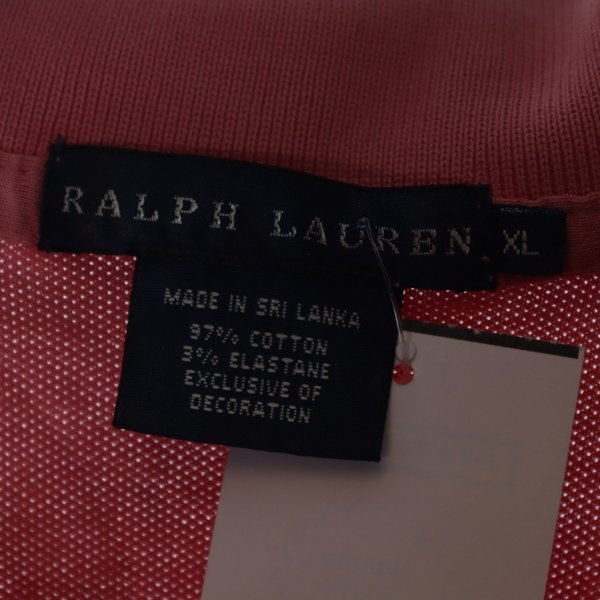 RALPH LAUREN
XL
MADE IN SRI LANKA
97% COTTON
3% ELASTANE
EXCLUSIVE OF
DECORATION